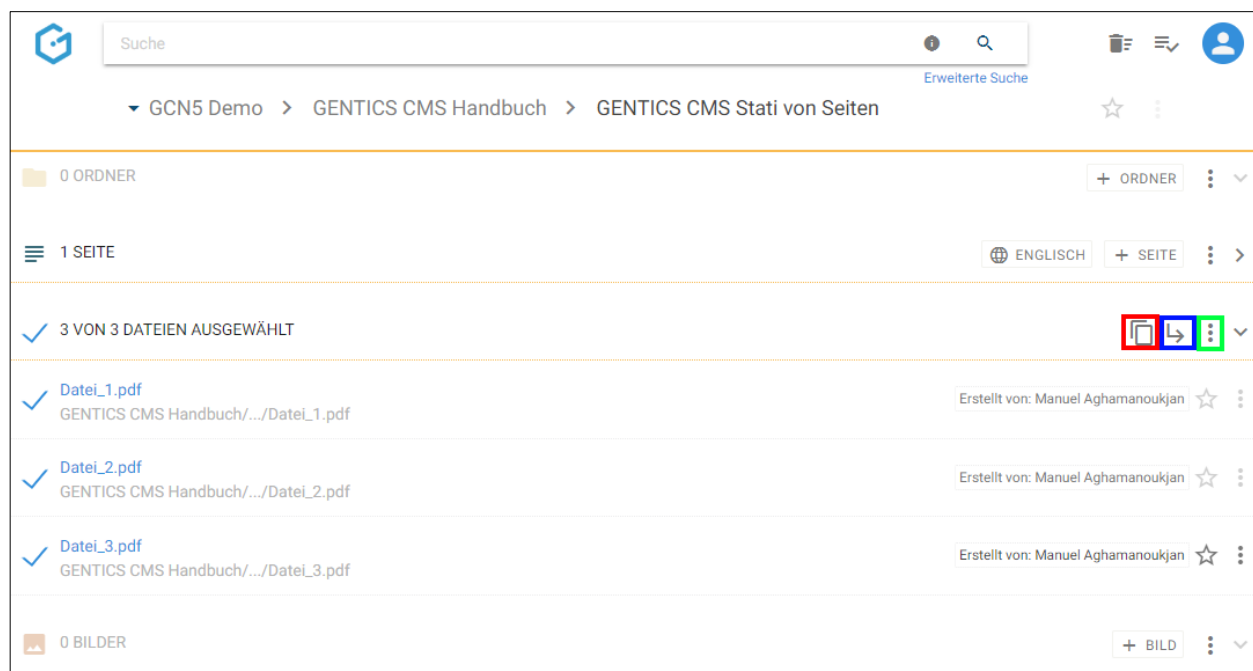 Suche
Erweiterte Suche
GCN5 Demo > GENTICS CMS Handbuch > GENTICS CMS Stati von Seiten
0 ORDNER + ORDNER
1 SEITE ENGLISCH + SEITE
3 VON 3 DATEIEN AUSGEWÄHLT
Datei_1.pdf
GENTICS CMS Handbuch/.../Datei_1.pdf
Erstellt von: Manuel Aghamanoukjan
Datei_2.pdf
GENTICS CMS Handbuch/.../Datei_2.pdf
Erstellt von: Manuel Aghamanoukjan
Datei_3.pdf
GENTICS CMS Handbuch/.../Datei_3.pdf
Erstellt von: Manuel Aghamanoukjan
0 BILDER + BILD